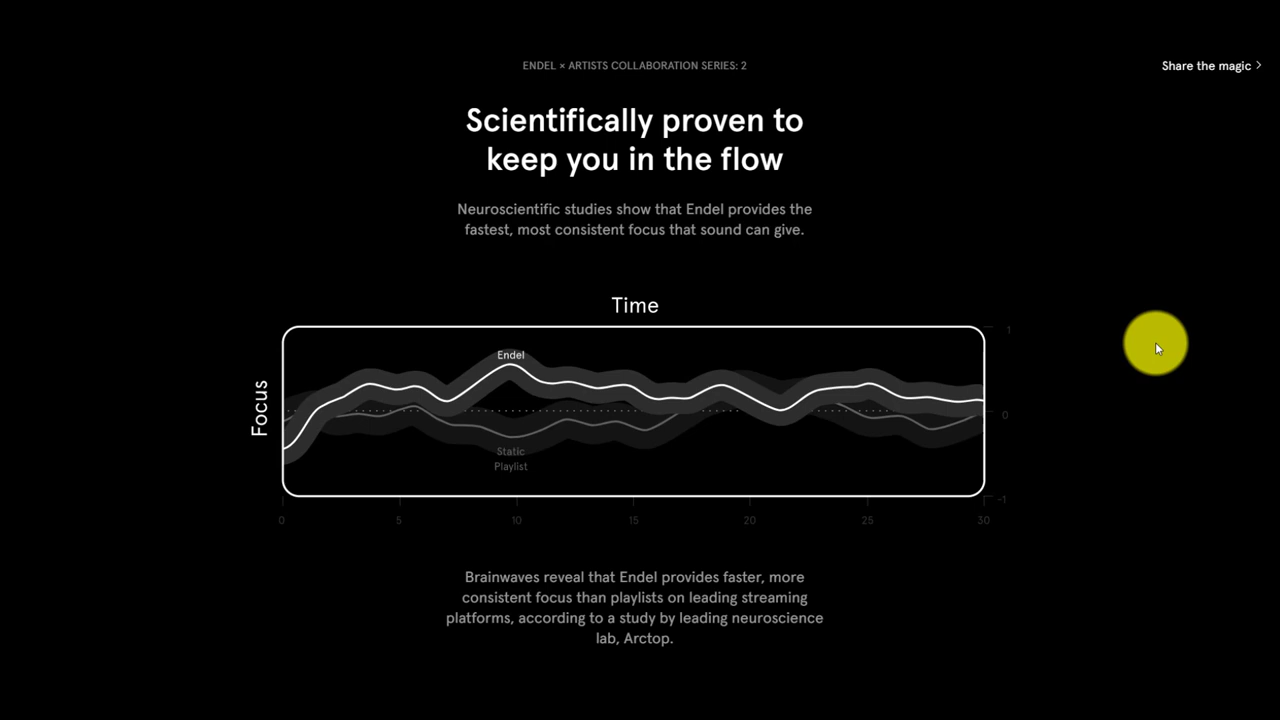 ENDEL × ARTISTS COLLABORATION SERIES: 2
Share the magic >
Scientifically proven to
keep you in the flow
Neuroscientific studies show that Endel provides the
fastest, most consistent focus that sound can give.
Time
Focus
Endel
Static
Playlist
1
0
-1
0 5 10 15 20 25 30
Brainwaves reveal that Endel provides faster, more
consistent focus than playlists on leading streaming
platforms, according to a study by leading neuroscience
lab, Arctop.